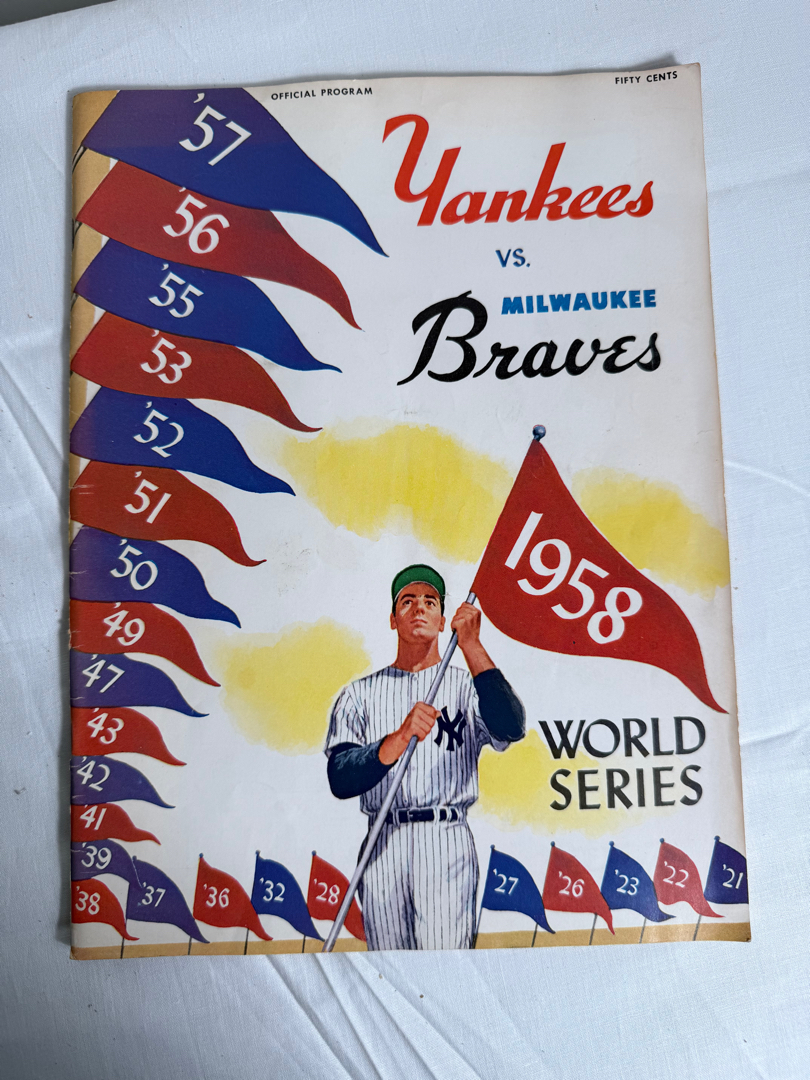 OFFICIAL PROGRAM
FIFTY CENTS
Yankees
VS.
MILWAUKEE
Braves
'57
'56
'55
'53
'52
'51
'50
'49
'47
'43
'42
'41
'39
'38
'37
'36
'32
'28
'27
'26
'23
'22
'21
1958
NY
WORLD
SERIES